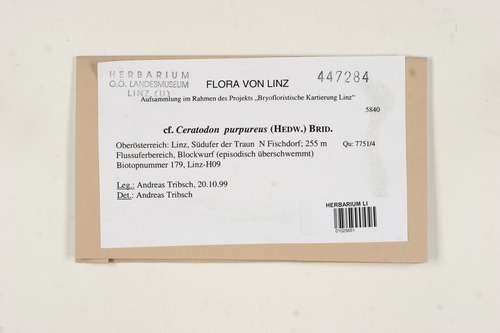 HERBARIUM
O.Ö. LANDESMUSEUM
LINZ (U)
FLORA VON LINZ
447284
Aufsammlung im Rahmen des Projekts „Bryofloristische Kartierung Linz“
5840
cf. Ceratodon purpureus (HEDW.) BRID.
Oberösterreich: Linz, Südufer der Traun N Fischdorf; 255 m Qu: 7751/4
Flussuferbereich, Blockwurf (episodisch überschwemmt)
Biotopnummer 179, Linz-H09
Leg.: Andreas Tribsch, 20.10.99
Det.: Andreas Tribsch
HERBARIUM LI
01025651